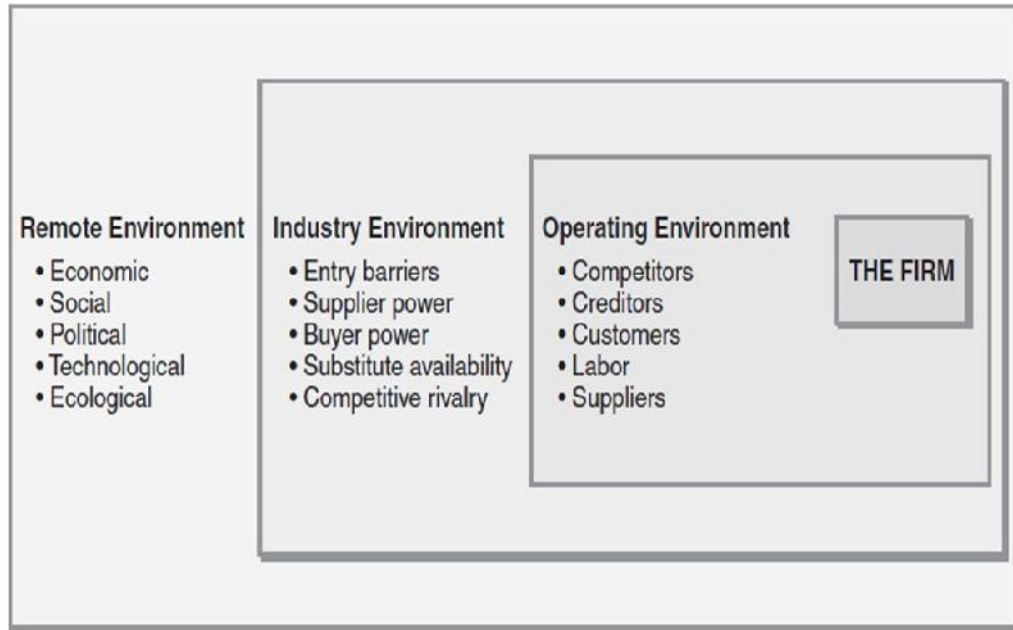 Remote Environment
• Economic
• Social
• Political
• Technological
• Ecological
Industry Environment
• Entry barriers
• Supplier power
• Buyer power
• Substitute availability
• Competitive rivalry
Operating Environment
• Competitors
• Creditors
• Customers
• Labor
• Suppliers
THE FIRM